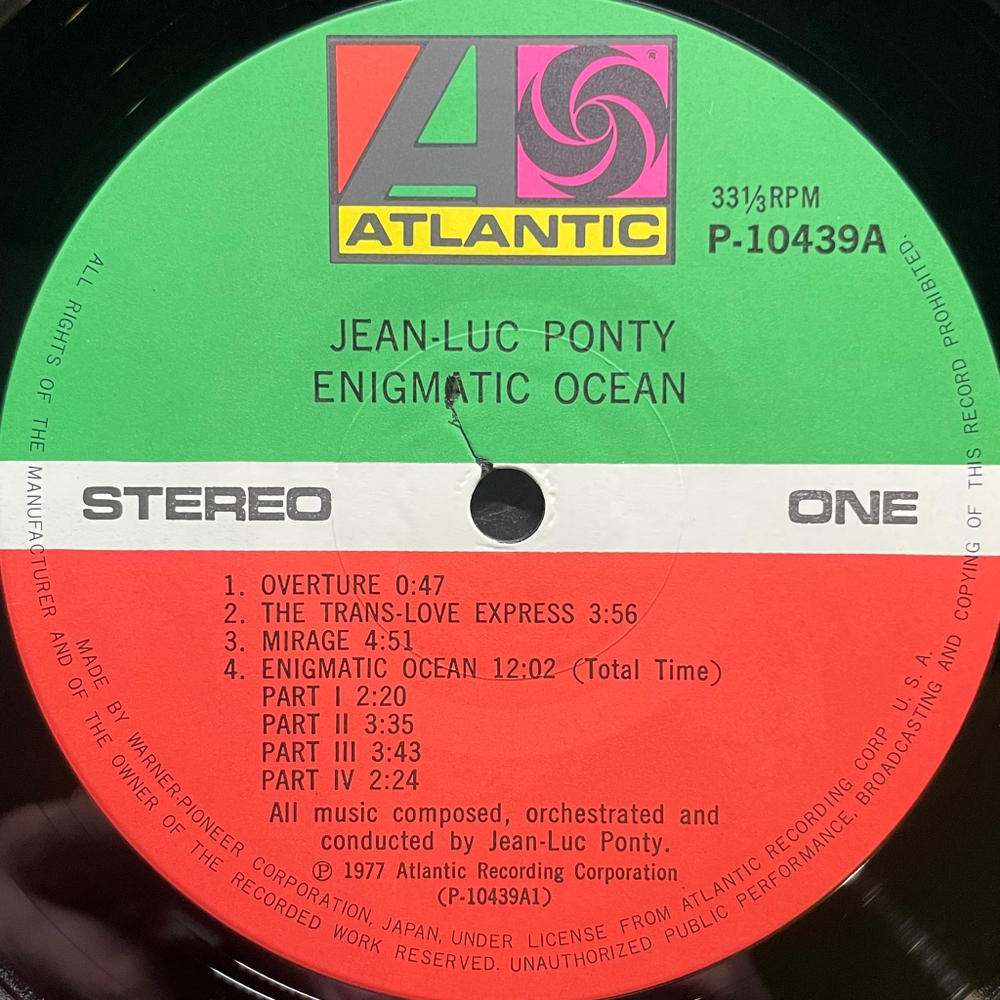 ®
ATLANTIC
33⅓RPM
P-10439A
JEAN-LUC PONTY
ENIGMATIC OCEAN
STEREO
ONE
1. OVERTURE 0:47
2. THE TRANS-LOVE EXPRESS 3:56
3. MIRAGE 4:51
4. ENIGMATIC OCEAN 12:02 (Total Time)
PART I 2:20
PART II 3:35
PART III 3:43
PART IV 2:24
All music composed, orchestrated and
conducted by Jean-Luc Ponty.
℗ 1977 Atlantic Recording Corporation
(P-10439A1)
MADE BY WARNER-PIONEER CORPORATION, JAPAN, UNDER LICENSE FROM ATLANTIC RECORDING CORP U. S. A.
ALL RIGHTS OF THE MANUFACTURER AND OF THE OWNER OF THE RECORDED WORK RESERVED. UNAUTHORIZED PUBLIC PERFORMANCE, BROADCASTING AND COPYING OF THIS RECORD PROHIBITED.